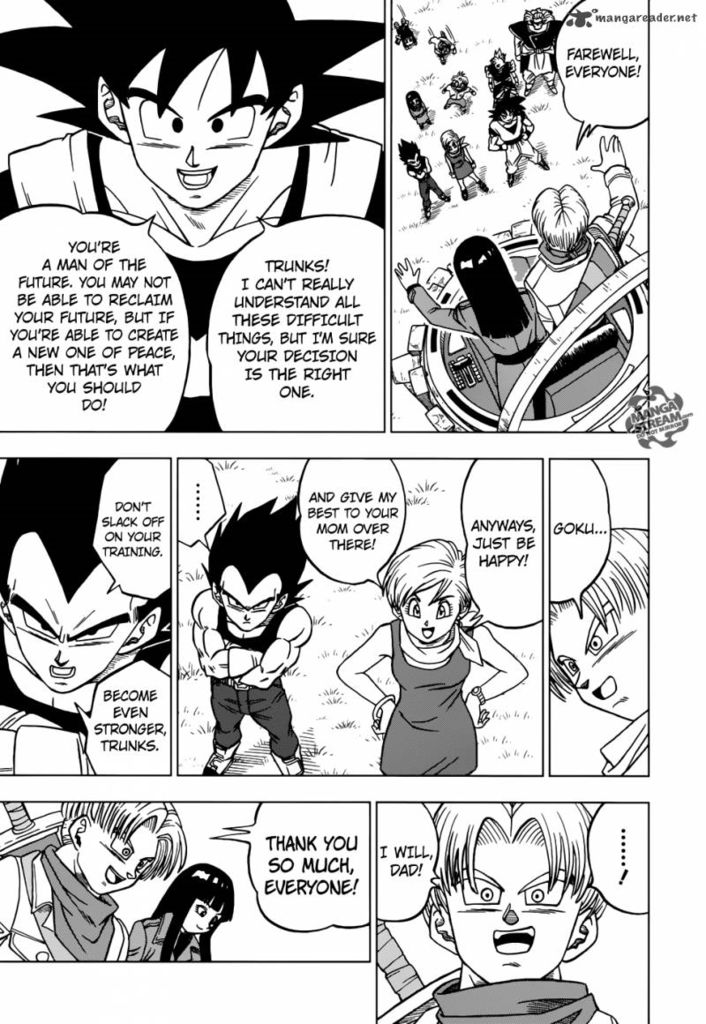 mangareader.net
FAREWELL,
EVERYONE!
TRUNKS!
I CAN'T REALLY
UNDERSTAND ALL
THESE DIFFICULT
THINGS, BUT I'M SURE
YOUR DECISION
IS THE RIGHT
ONE.
YOU'RE
A MAN OF THE
FUTURE. YOU MAY NOT
BE ABLE TO RECLAIM
YOUR FUTURE, BUT IF
YOU'RE ABLE TO CREATE
A NEW ONE OF PEACE,
THEN THAT'S WHAT
YOU SHOULD
DO!
MANGA
STREAM.com
DO NOT MIRROR
GOKU...
ANYWAYS,
JUST BE
HAPPY!
AND GIVE MY
BEST TO YOUR
MOM OVER
THERE!
......
DON'T
SLACK OFF
ON YOUR
TRAINING.
BECOME
EVEN
STRONGER,
TRUNKS.
......,
I WILL,
DAD!
THANK YOU
SO MUCH,
EVERYONE!